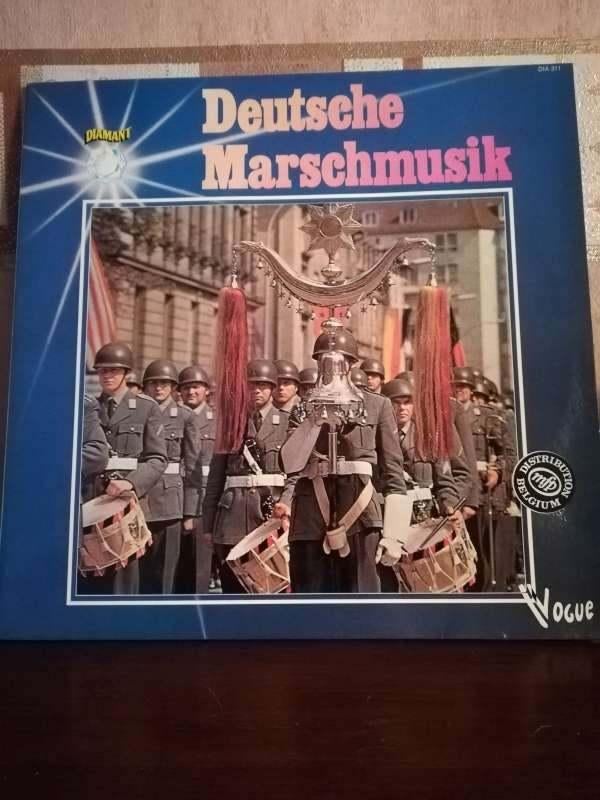 DIA 311
DIAMANT
Deutsche
Marschmusik
DISTRIBUTION
BELGIUM
Vogue